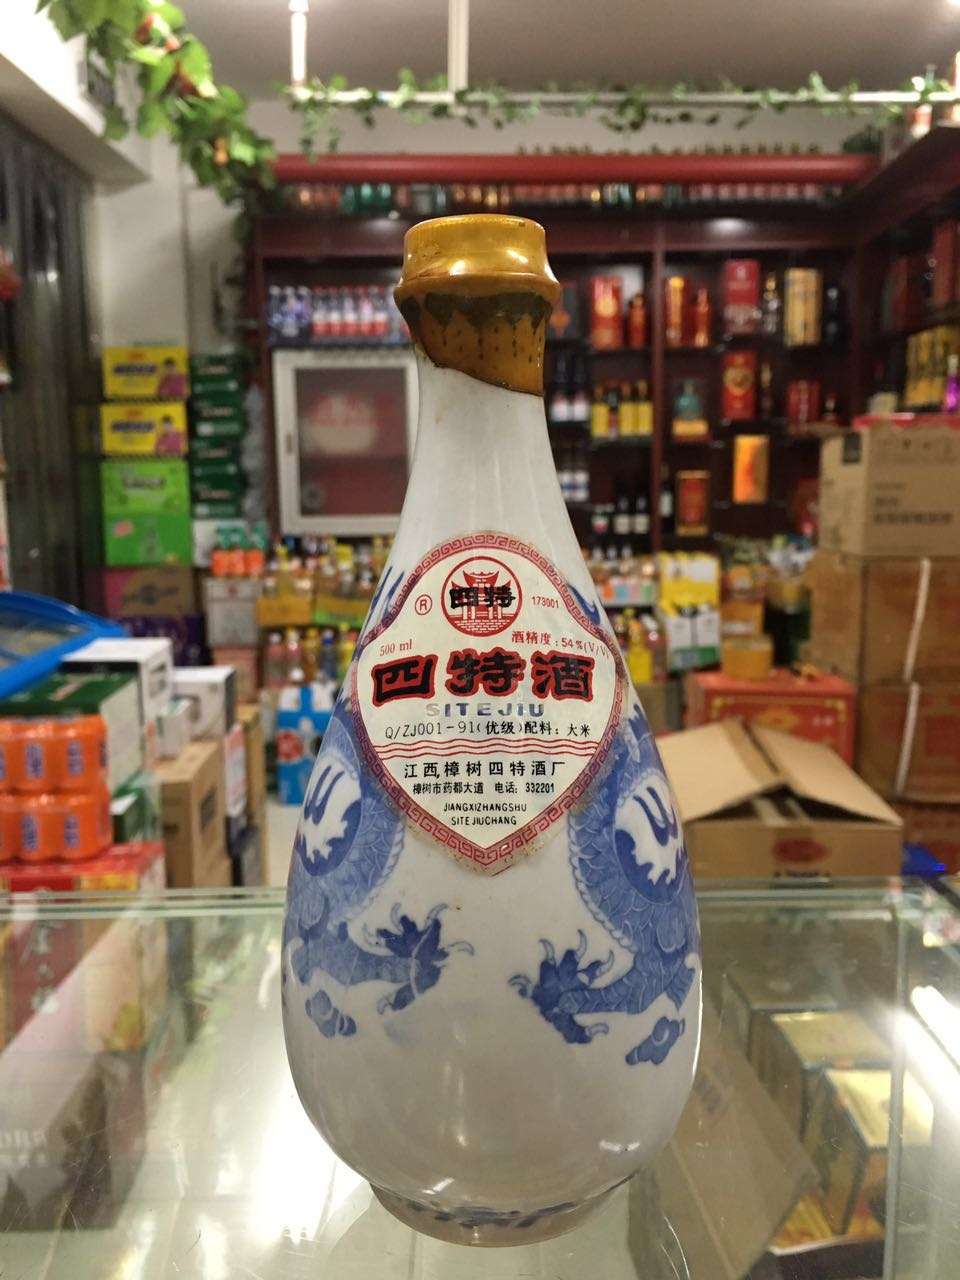 四特
® 173001
500 ml 酒精度:54%(V/V)
四特酒
SITEJIU
Q/ZJ001-91(优级)配料:大米
江西樟树四特酒厂
樟树市药都大道 电话:332201
JIANGXIZHANGSHU
SITEJIUCHANG